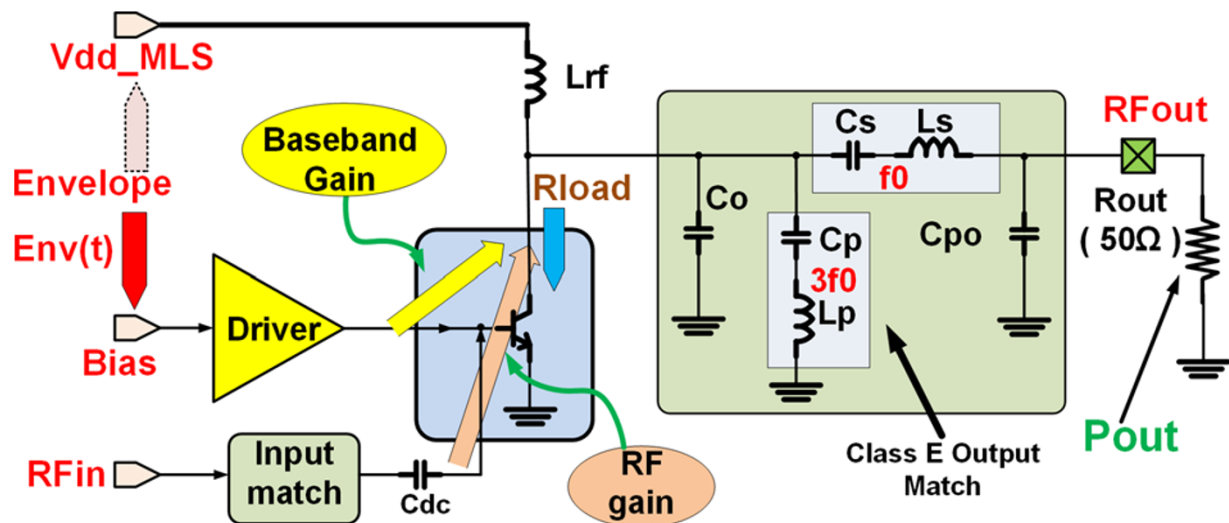 Vdd_MLS
Envelope
Env(t)
Bias
RFin
Driver
Input
match
Cdc
Baseband
Gain
RF
gain
Lrf
Rload
Co
Cp
3f0
Lp
Cs
Ls
f0
Cpo
RFout
Rout
( 50Ω )
Pout
Class E Output
Match